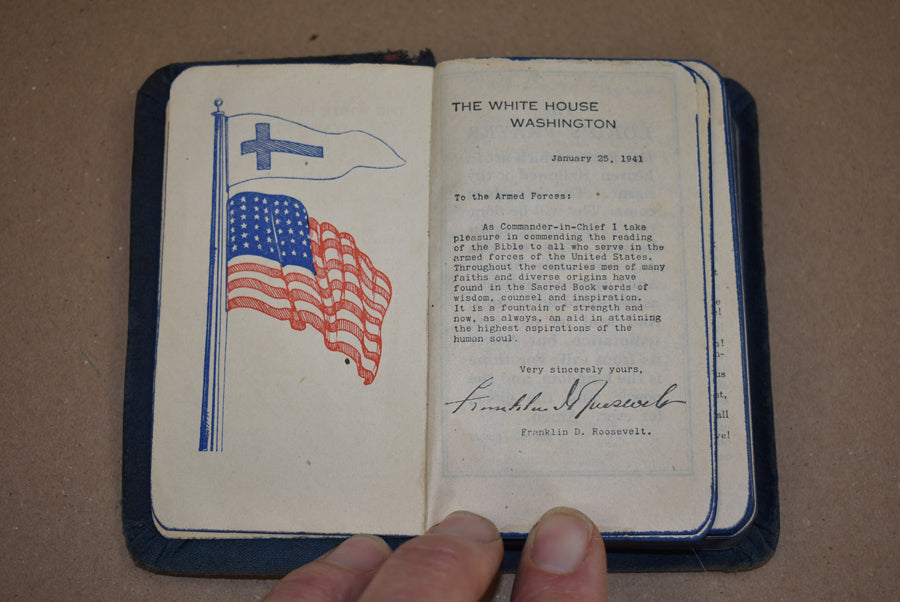 THE WHITE HOUSE
WASHINGTON
January 25, 1941
To the Armed Forces:
As Commander-in-Chief I take
pleasure in commending the reading
of the Bible to all who serve in the
armed forces of the United States.
Throughout the centuries men of many
faiths and diverse origins have
found in the Sacred Book words of
wisdom, counsel and inspiration.
It is a fountain of strength and
now, as always, an aid in attaining
the highest aspirations of the
human soul.
Very sincerely yours,
Franklin D Roosevelt
Franklin D. Roosevelt.